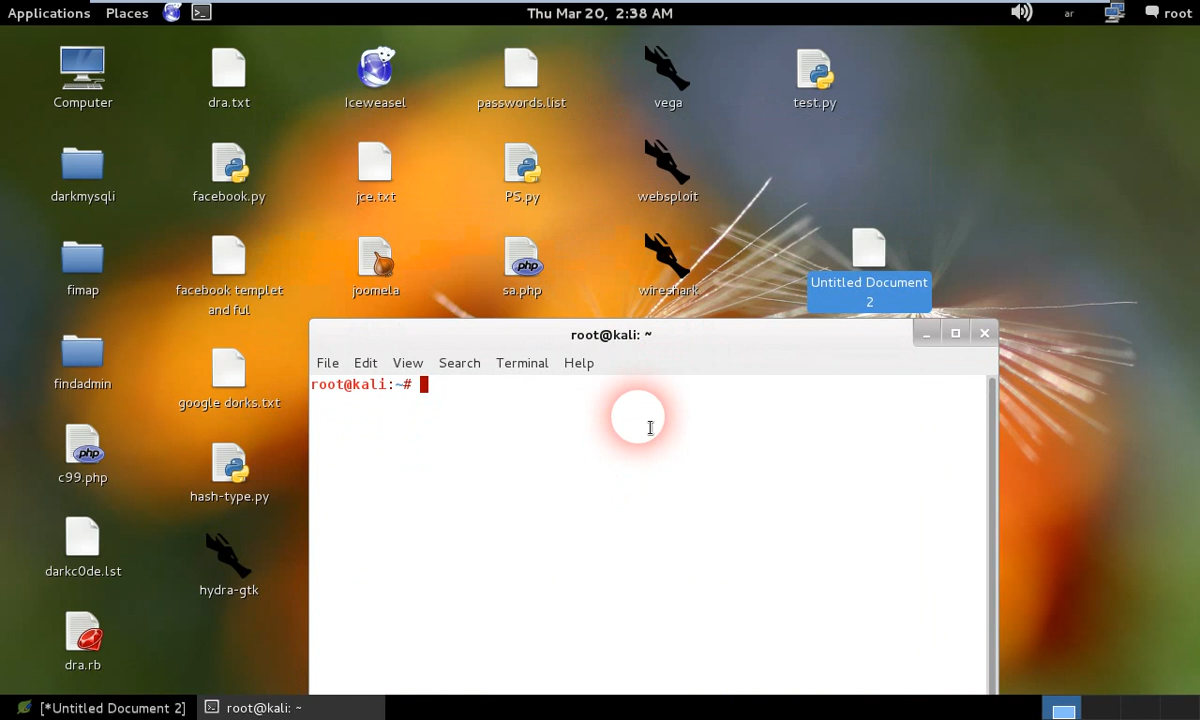 Applications Places Thu Mar 20, 2:38 AM ar root
Computer
dra.txt
Iceweasel
passwords.list
vega
test.py
darkmysqli
facebook.py
jce.txt
PS.py
websploit
fimap
facebook templet
and ful
joomela
php
sa.php
wireshark
Untitled Document
2
findadmin
google dorks.txt
php
c99.php
hash-type.py
darkc0de.lst
hydra-gtk
dra.rb
root@kali: ~
File Edit View Search Terminal Help
root@kali:~#
[*Untitled Document 2] root@kali: ~